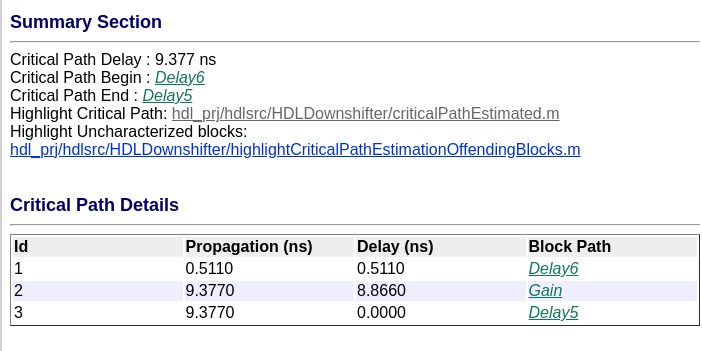 Summary Section
Critical Path Delay : 9.377 ns
Critical Path Begin : Delay6
Critical Path End : Delay5
Highlight Critical Path: hdl_prj/hdlsrc/HDLDownshifter/criticalPathEstimated.m
Highlight Uncharacterized blocks:
hdl_prj/hdlsrc/HDLDownshifter/highlightCriticalPathEstimationOffendingBlocks.m
Critical Path Details
Id Propagation (ns) Delay (ns) Block Path
1 0.5110 0.5110 Delay6
2 9.3770 8.8660 Gain
3 9.3770 0.0000 Delay5